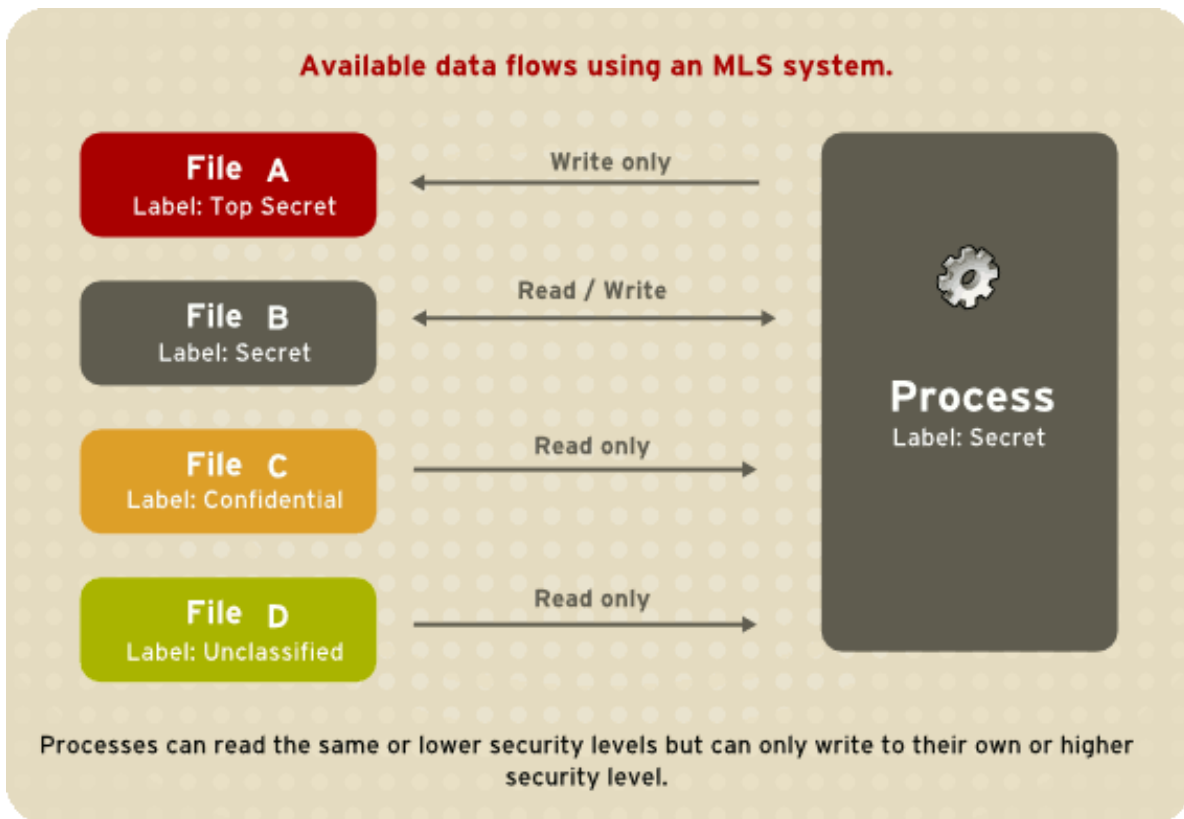 Available data flows using an MLS system.
File A
Label: Top Secret
Write only
File B
Label: Secret
Read / Write
File C
Label: Confidential
Read only
File D
Label: Unclassified
Read only
Process
Label: Secret
Processes can read the same or lower security levels but can only write to their own or higher
security level.